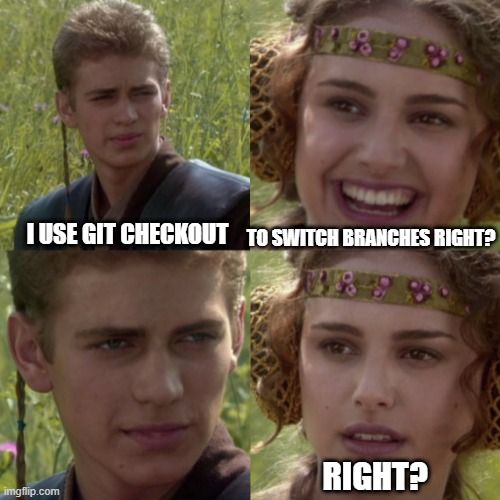 I USE GIT CHECKOUT
TO SWITCH BRANCHES RIGHT?
RIGHT?
imgflip.com